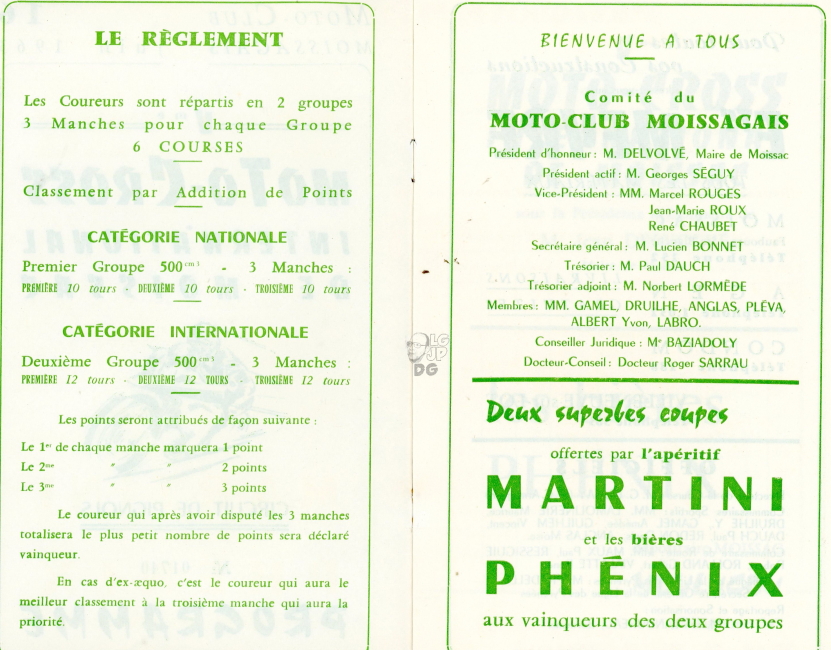 LE RÈGLEMENT
Les Coureurs sont répartis en 2 groupes
3 Manches pour chaque Groupe
6 COURSES
Classement par Addition de Points
CATÉGORIE NATIONALE
Premier Groupe 500 cm3 - 3 Manches :
PREMIÈRE 10 tours - DEUXIÈME 10 tours - TROISIÈME 10 tours
CATÉGORIE INTERNATIONALE
Deuxième Groupe 500 cm3 - 3 Manches :
PREMIÈRE 12 tours - DEUXIÈME 12 TOURS - TROISIÈME 12 tours
Les points seront attribués de façon suivante :
Le 1er de chaque manche marquera 1 point
Le 2me " " 2 points
Le 3me " " 3 points
Le coureur qui après avoir disputé les 3 manches
totalisera le plus petit nombre de points sera déclaré
vainqueur.
En cas d'ex-æquo, c'est le coureur qui aura le
meilleur classement à la troisième manche qui aura la
priorité.
LG
JP
DG
BIENVENUE A TOUS
Comité du
MOTO-CLUB MOISSAGAIS
Président d'honneur : M. DELVOLVÉ, Maire de Moissac
Président actif : M. Georges SÉGUY
Vice-Président : MM. Marcel ROUGES
Jean-Marie ROUX
René CHAUBET
Secrétaire général : M. Lucien BONNET
Trésorier : M. Paul DAUCH
Trésorier adjoint : M. Norbert LORMÈDE
Membres : MM. GAMEL, DRUILHE, ANGLAS, PLÉVA,
ALBERT Yvon, LABRO.
Conseiller Juridique : Me BAZIADOLY
Docteur-Conseil : Docteur Roger SARRAU
Deux superbes coupes
offertes par l'apéritif
MARTINI
et les bières
PHÉNIX
aux vainqueurs des deux groupes